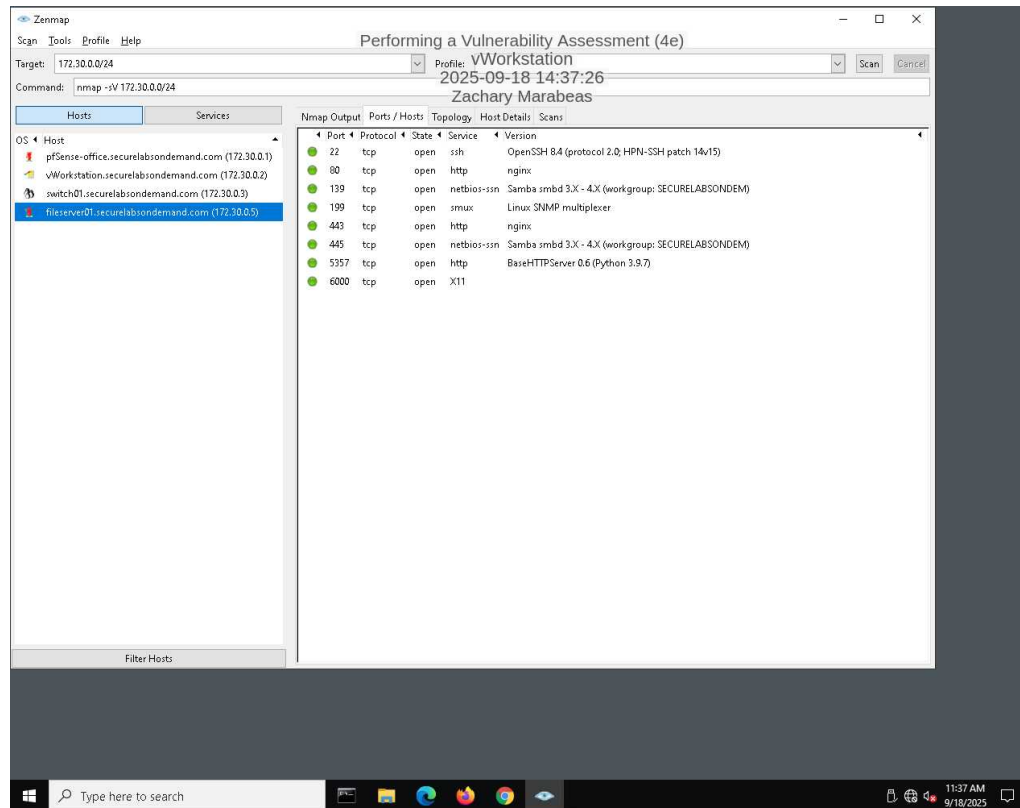 Zenmap
Scan Tools Profile Help
Performing a Vulnerability Assessment (4e)
Target: 172.30.0.0/24 Profile: Scan Cancel
vWorkstation
2025-09-18 14:37:26
Command: nmap -sV 172.30.0.0/24
Zachary Marabeas
Hosts Services
Nmap Output Ports / Hosts Topology Host Details Scans
OS Host
pfSense-office.securelabsondemand.com (172.30.0.1)
vWorkstation.securelabsondemand.com (172.30.0.2)
switch01.securelabsondemand.com (172.30.0.3)
fileserver01.securelabsondemand.com (172.30.0.5)
Port Protocol State Service Version
22 tcp open ssh OpenSSH 8.4 (protocol 2.0; HPN-SSH patch 14v15)
80 tcp open http nginx
139 tcp open netbios-ssn Samba smbd 3.X - 4.X (workgroup: SECURELABSONDEM)
199 tcp open smux Linux SNMP multiplexer
443 tcp open http nginx
445 tcp open netbios-ssn Samba smbd 3.X - 4.X (workgroup: SECURELABSONDEM)
5357 tcp open http BaseHTTPServer 0.6 (Python 3.9.7)
6000 tcp open X11
Filter Hosts
Type here to search
11:37 AM
9/18/2025